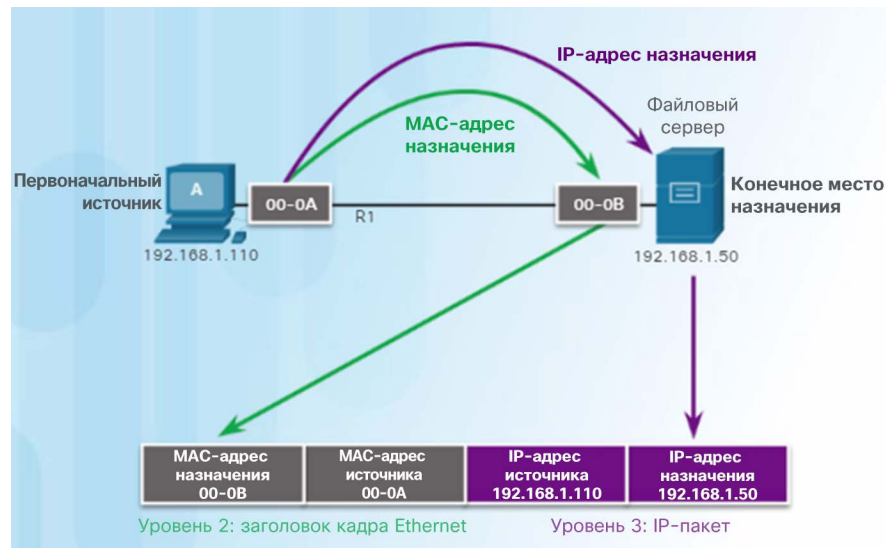 IP-адрес назначения
Файловый
сервер
MAC-адрес
назначения
Первоначальный
источник
A
00-0A
R1
00-0B
Конечное место
назначения
192.168.1.110
192.168.1.50
MAC-адрес
назначения
00-0B
MAC-адрес
источника
00-0A
IP-адрес
источника
192.168.1.110
IP-адрес
назначения
192.168.1.50
Уровень 2: заголовок кадра Ethernet
Уровень 3: IP-пакет